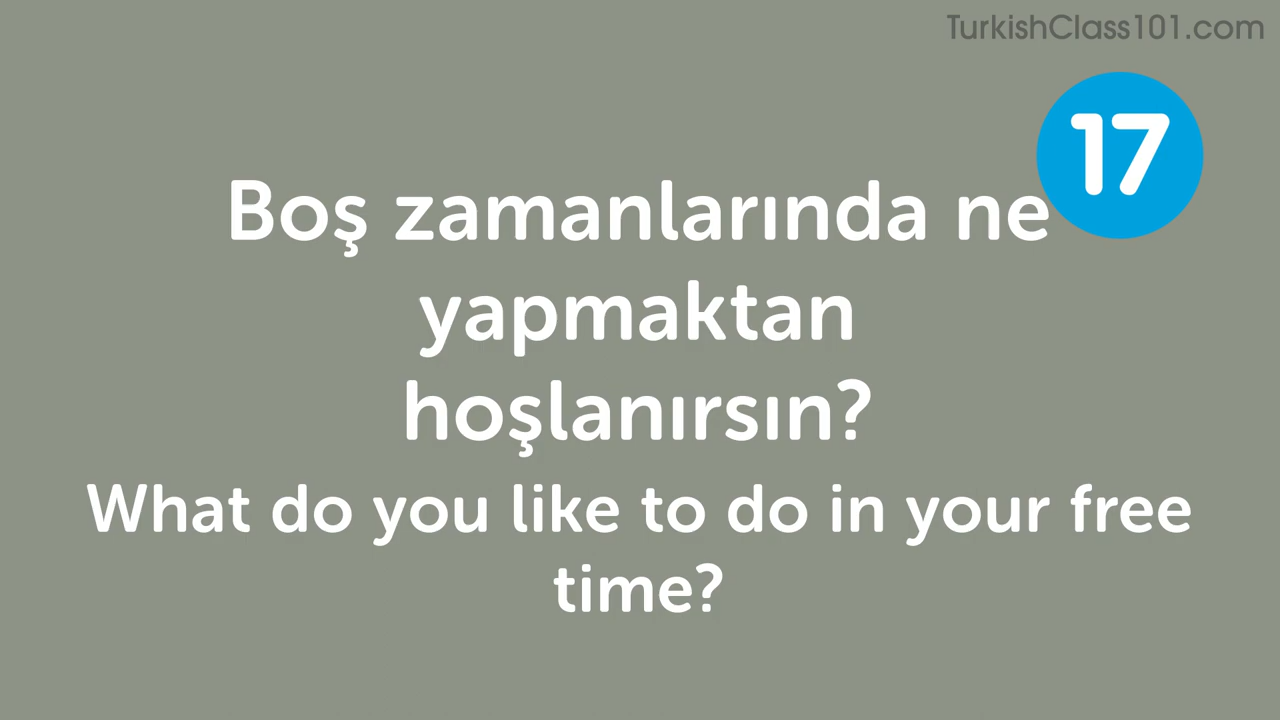 TurkishClass101.com
17
Boş zamanlarında ne
yapmaktan
hoşlanırsın?
What do you like to do in your free
time?